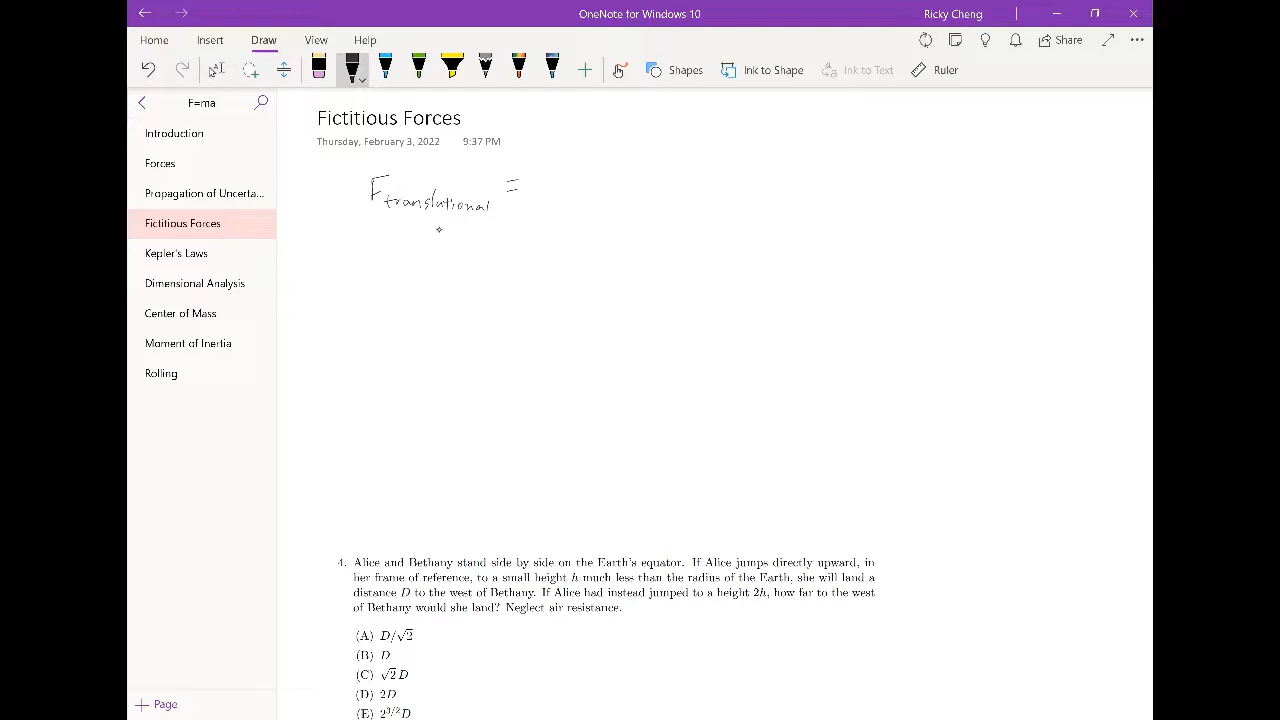 OneNote for Windows 10
Ricky Cheng
Home Insert Draw View Help
Share
Shapes Ink to Shape Ink to Text Ruler
F=ma
Introduction
Forces
Propagation of Uncerta...
Fictitious Forces
Kepler's Laws
Dimensional Analysis
Center of Mass
Moment of Inertia
Rolling
Page
Fictitious Forces
Thursday, February 3, 2022 9:37 PM
F translational =
4. Alice and Bethany stand side by side on the Earth's equator. If Alice jumps directly upward, in
her frame of reference, to a small height h much less than the radius of the Earth, she will land a
distance D to the west of Bethany. If Alice had instead jumped to a height 2h, how far to the west
of Bethany would she land? Neglect air resistance.
(A) D/√2
(B) D
(C) √2 D
(D) 2D
(E) 2^{3/2}D